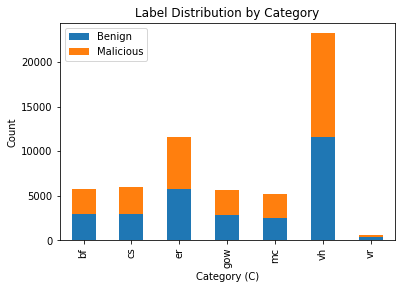 Label Distribution by Category
Benign
Malicious
Count
20000
15000
10000
5000
0
bf
cs
er
gow
mc
vh
vr
Category (C)